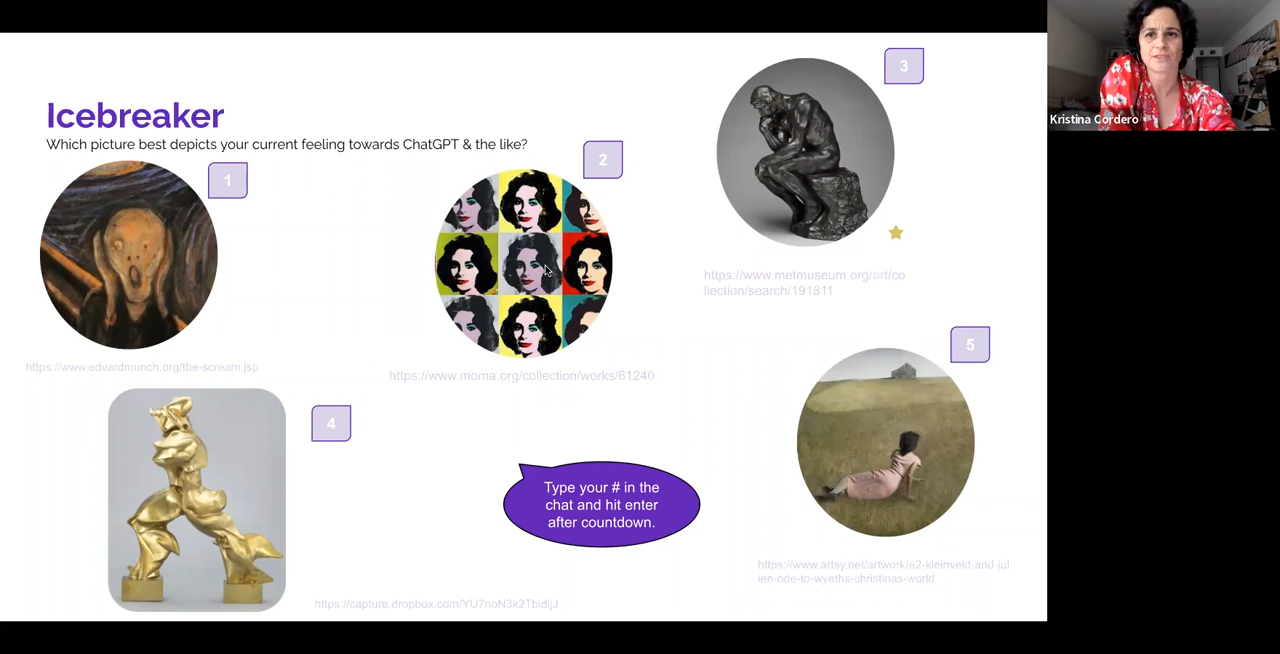 Icebreaker
Which picture best depicts your current feeling towards ChatGPT & the like?
1
2
3
https://www.metmuseum.org/art/co
llection/search/191811
https://www.edvardmunch.org/the-scream.jsp
https://www.moma.org/collection/works/61240
4
5
Type your # in the
chat and hit enter
after countdown.
https://www.artsy.net/artwork/e2-kleinveld-and-jul
ien-ode-to-wyeths-christinas-world
Kristina Cordero